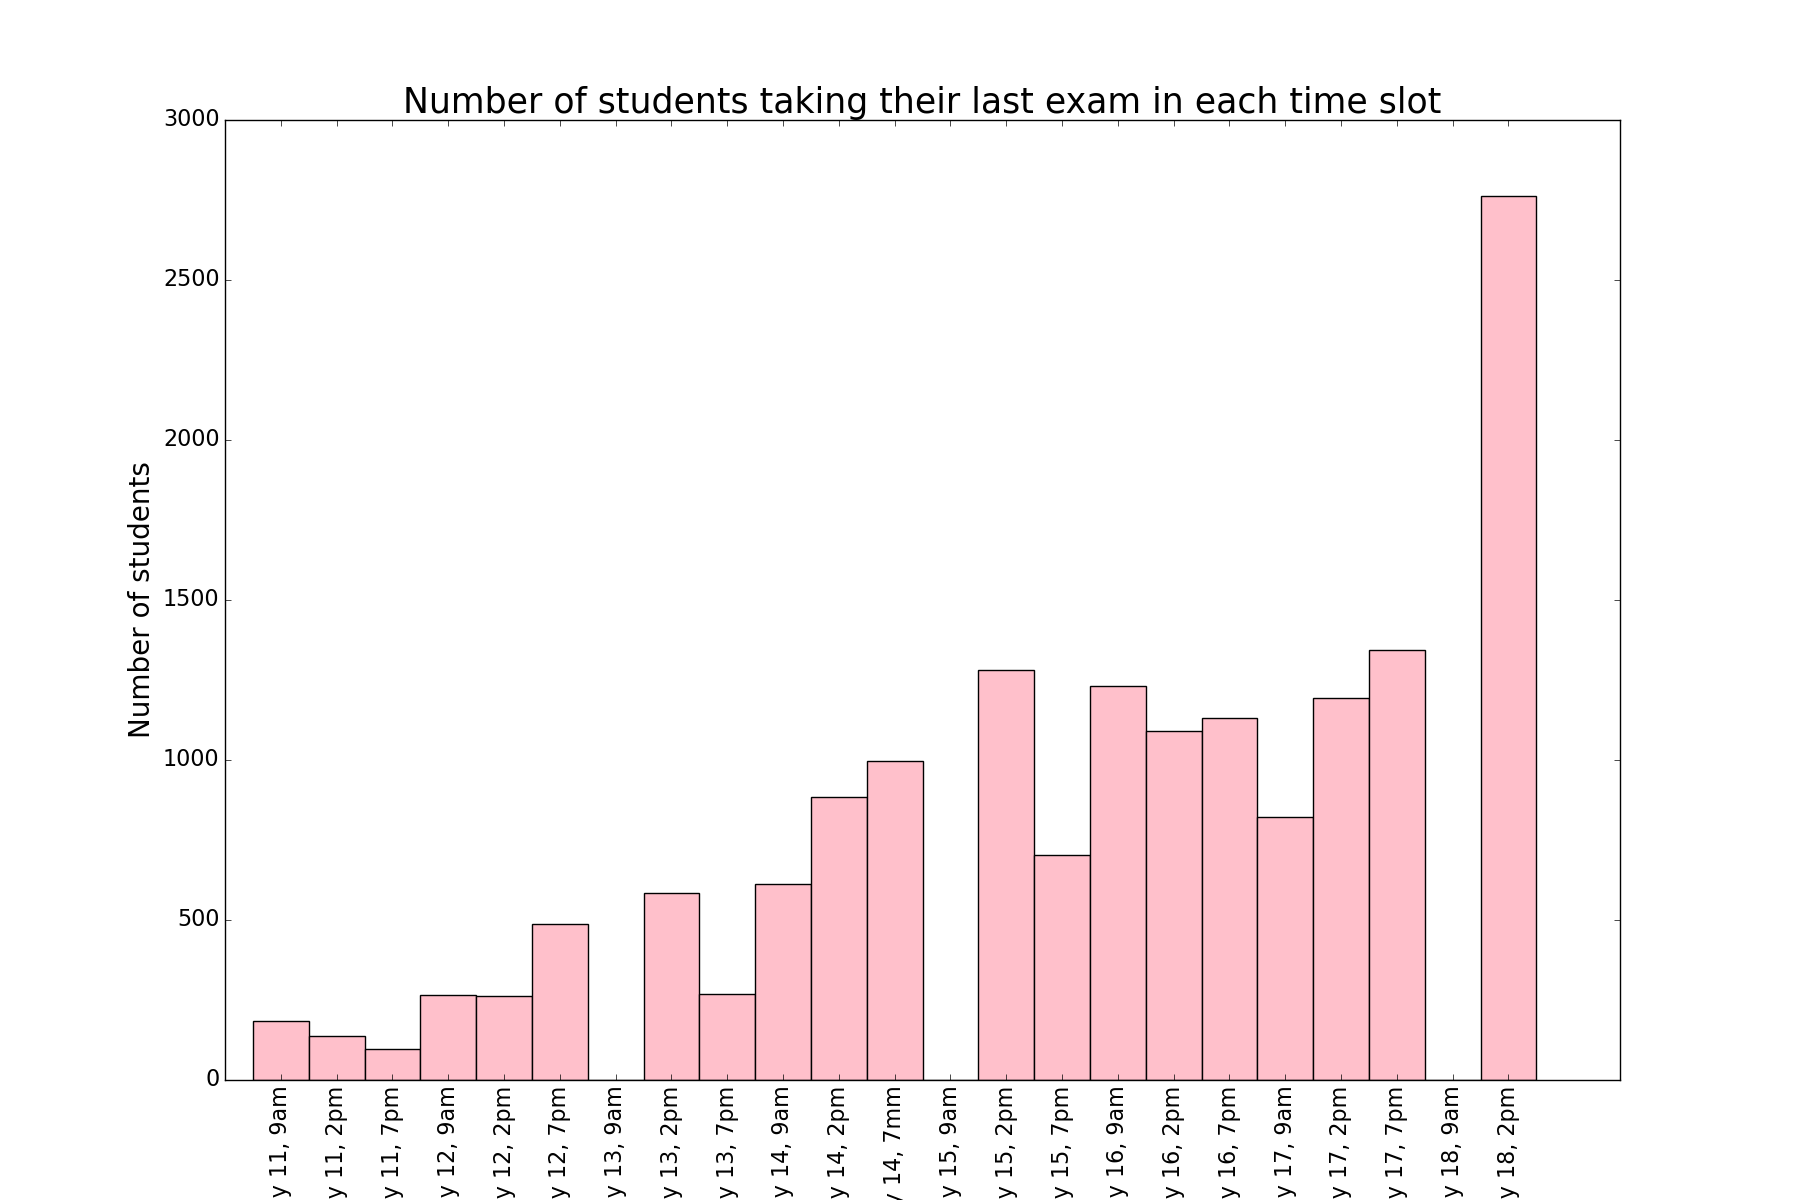 Number of students taking their last exam in each time slot
3000
2500
2000
1500
1000
500
0
Number of students
y 11, 9am
y 11, 2pm
y 11, 7pm
y 12, 9am
y 12, 2pm
y 12, 7pm
y 13, 9am
y 13, 2pm
y 13, 7pm
y 14, 9am
y 14, 2pm
y 14, 7mm
y 15, 9am
y 15, 2pm
y 15, 7pm
y 16, 9am
y 16, 2pm
y 16, 7pm
y 17, 9am
y 17, 2pm
y 17, 7pm
y 18, 9am
y 18, 2pm